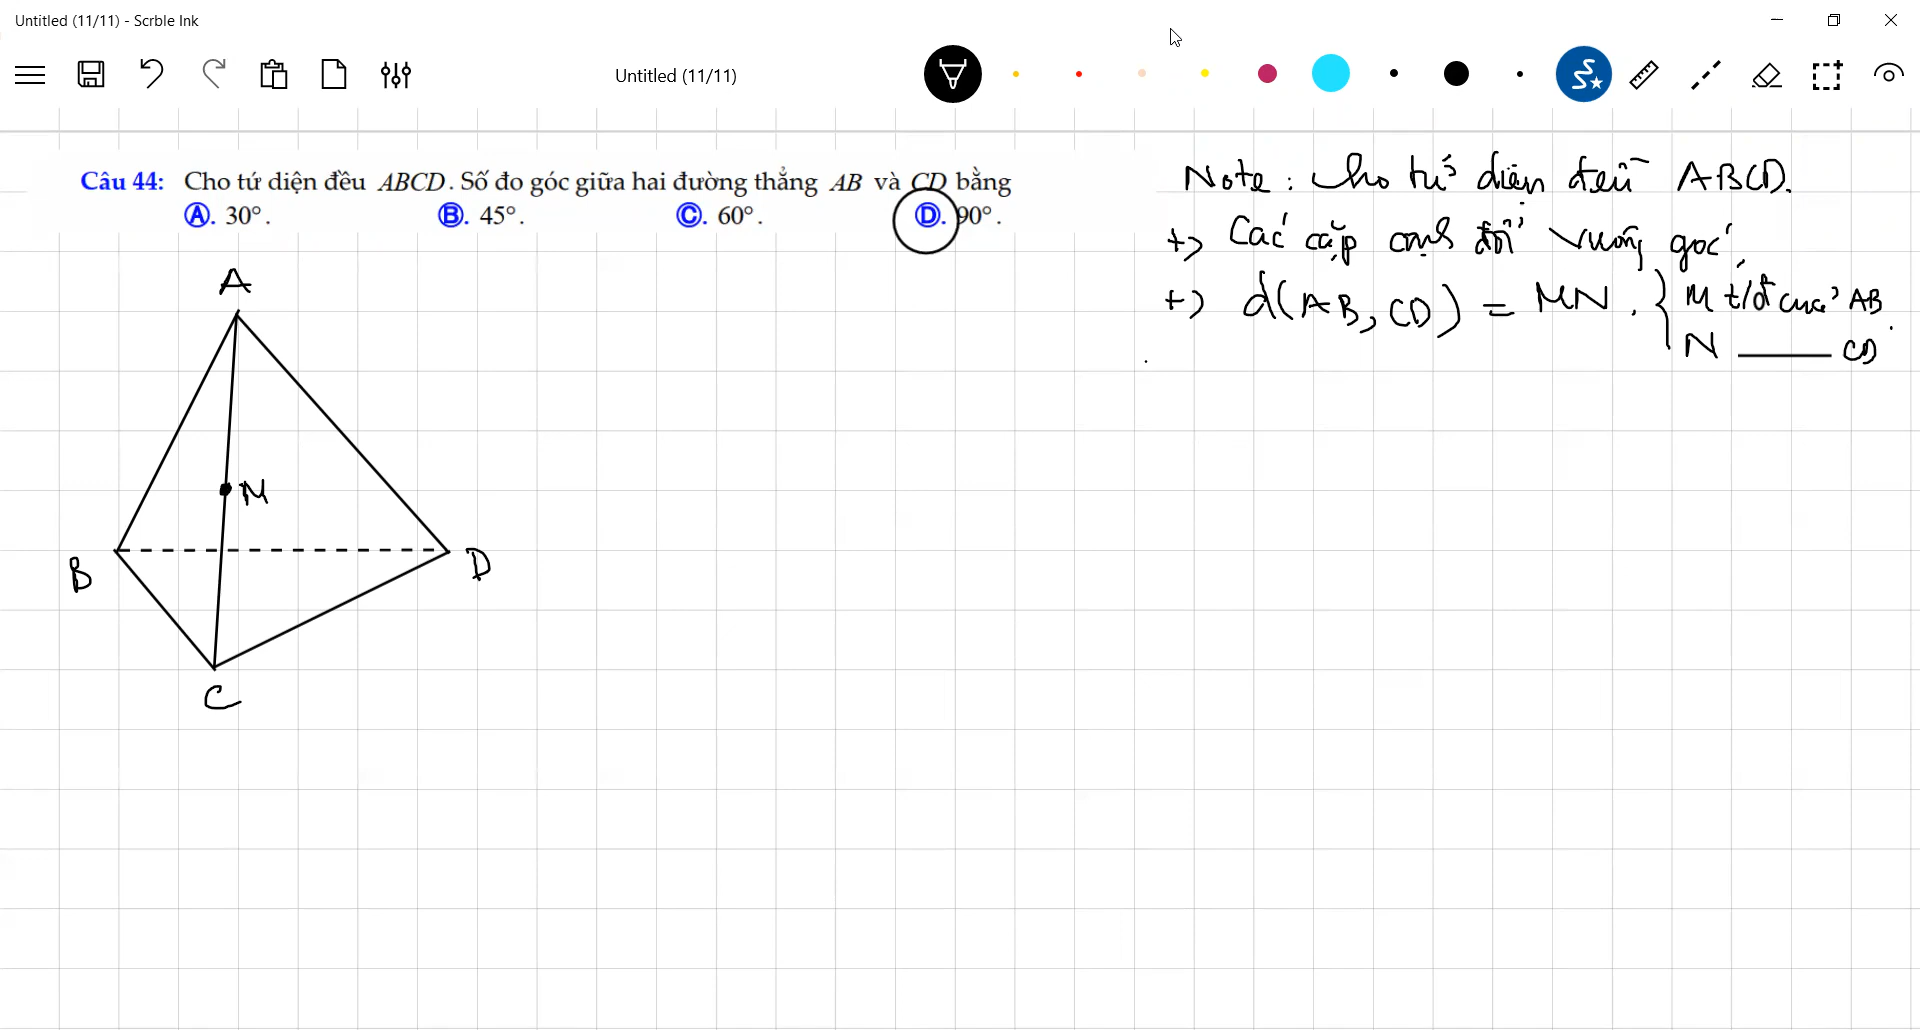 Untitled (11/11) - Scrble Ink
Untitled (11/11)
Câu 44: Cho tứ diện đều ABCD. Số đo góc giữa hai đường thẳng AB và CD bằng
A. 30°. B. 45°. C. 60°. D. 90°.
Note: Cho tứ diện đều ABCD.
+) Các cặp cạnh đối vuông góc.
+) d(AB, CD) = MN. { M t/đ của AB
N ——— CD
A
M
B
D
C